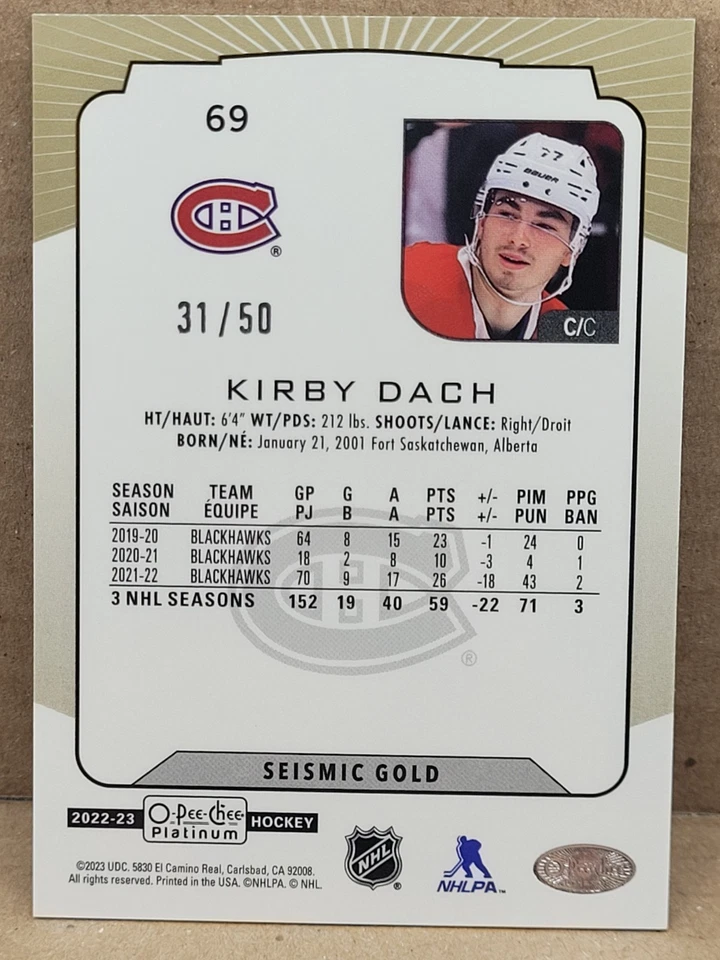 69
®
31/50
77
BAUER
C/C
KIRBY DACH
HT/HAUT: 6'4" WT/PDS: 212 lbs. SHOOTS/LANCE: Right/Droit
BORN/NÉ: January 21, 2001 Fort Saskatchewan, Alberta
SEASON TEAM GP G A PTS +/- PIM PPG
SAISON ÉQUIPE PJ B A PTS +/- PUN BAN
2019-20 BLACKHAWKS 64 8 15 23 -1 24 0
2020-21 BLACKHAWKS 18 2 8 10 -3 4 1
2021-22 BLACKHAWKS 70 9 17 26 -18 43 2
3 NHL SEASONS 152 19 40 59 -22 71 3
®
SEISMIC GOLD
2022-23 O-Pee-Chee Platinum HOCKEY
©2023 UDC. 5830 El Camino Real, Carlsbad, CA 92008.
All rights reserved. Printed in the USA. ©NHLPA. © NHL.
NHL ®
NHLPA™